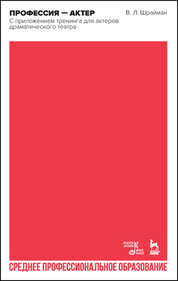 ПРОФЕССИЯ — АКТЕР
В. Л. Шрайман
С приложением тренинга для актеров
драматического театра
СРЕДНЕЕ ПРОФЕССИОНАЛЬНОЕ ОБРАЗОВАНИЕ